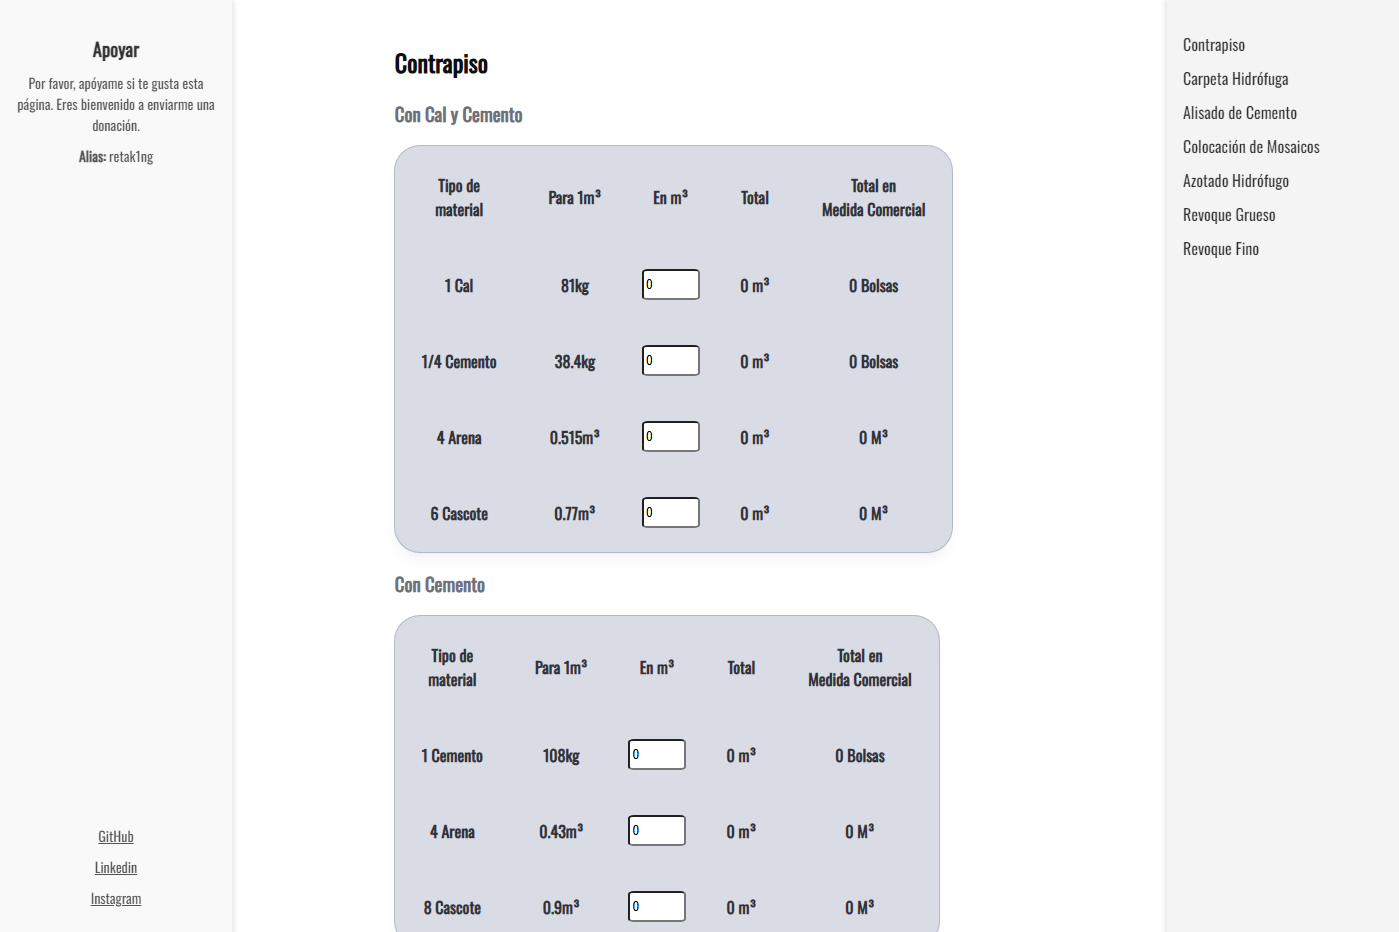 Apoyar
Por favor, apóyame si te gusta esta
página. Eres bienvenido a enviarme una
donación.
Alias: retak1ng
GitHub
Linkedin
Instagram
Contrapiso
Con Cal y Cemento
Tipo de
material
Para 1m³
En m³
Total
Total en
Medida Comercial
1 Cal
81kg
0
0 m³
0 Bolsas
1/4 Cemento
38.4kg
0
0 m³
0 Bolsas
4 Arena
0.515m³
0
0 m³
0 M³
6 Cascote
0.77m³
0
0 m³
0 M³
Con Cemento
Tipo de
material
Para 1m³
En m³
Total
Total en
Medida Comercial
1 Cemento
108kg
0
0 m³
0 Bolsas
4 Arena
0.43m³
0
0 m³
0 M³
8 Cascote
0.9m³
0
0 m³
0 M³
Contrapiso
Carpeta Hidrófuga
Alisado de Cemento
Colocación de Mosaicos
Azotado Hidrófugo
Revoque Grueso
Revoque Fino